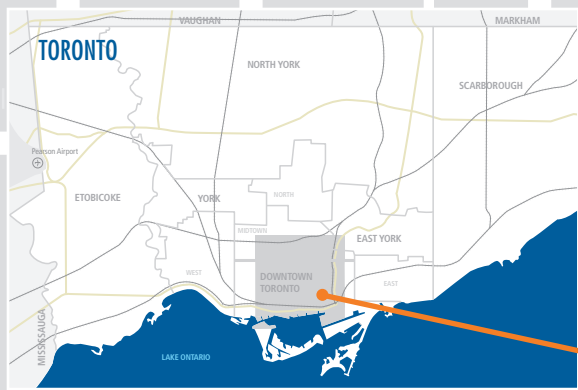 VAUGHAN
MARKHAM
TORONTO
NORTH YORK
SCARBOROUGH
Pearson Airport
ETOBICOKE
YORK
NORTH
MIDTOWN
EAST YORK
WEST
DOWNTOWN
TORONTO
EAST
MISSISSAUGA
LAKE ONTARIO